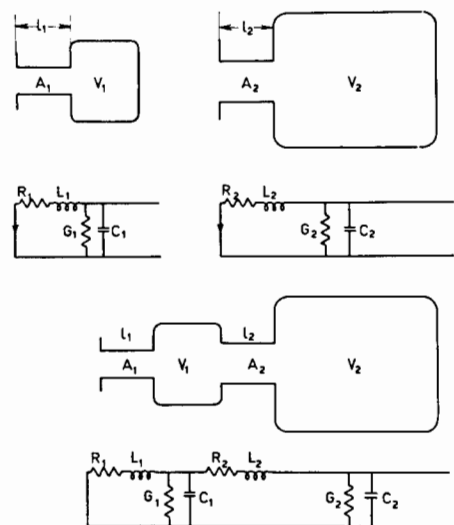 l₁ l₂
A₁ V₁ A₂ V₂
R₁ L₁ R₂ L₂
G₁ C₁ G₂ C₂
l₁ l₂
A₁ V₁ A₂ V₂
R₁ L₁ R₂ L₂
G₁ C₁ G₂ C₂